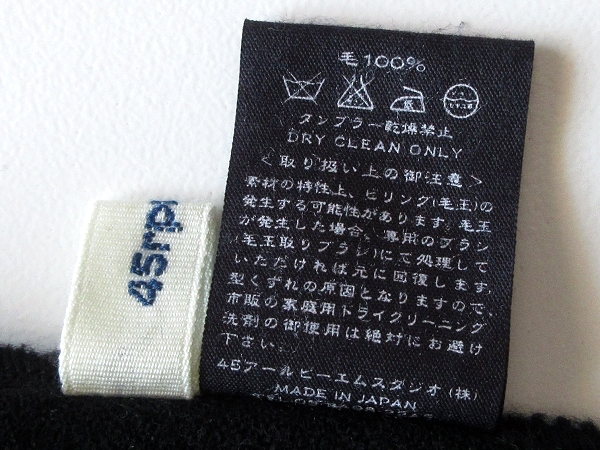 毛100%
タンブラー乾燥禁止
DRY CLEAN ONLY
<取り扱い上の御注意>
素材の特性上、ピリング(毛玉)の
発生する可能性があります。毛玉
が発生した場合、専用のブラシ
(毛玉取りブラシ)にて処理して
いただければ元に回復します。
型くずれの原因となりますので、
市販の家庭用ドライクリーニング
洗剤の御使用は絶対にお避け
下さい。
45アールピーエムスタジオ(株)
MADE IN JAPAN
45rp